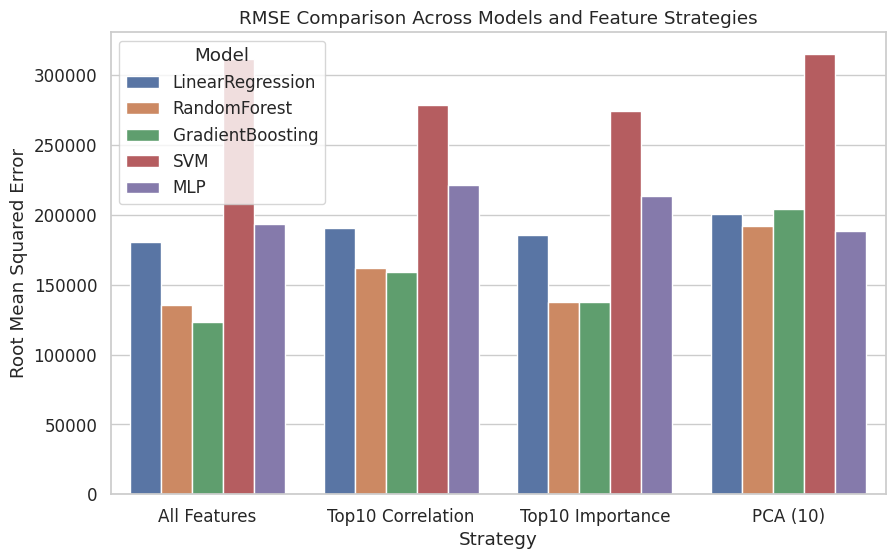 RMSE Comparison Across Models and Feature Strategies
Root Mean Squared Error
300000
250000
200000
150000
100000
50000
0
Model
LinearRegression
RandomForest
GradientBoosting
SVM
MLP
All Features
Top10 Correlation
Top10 Importance
PCA (10)
Strategy